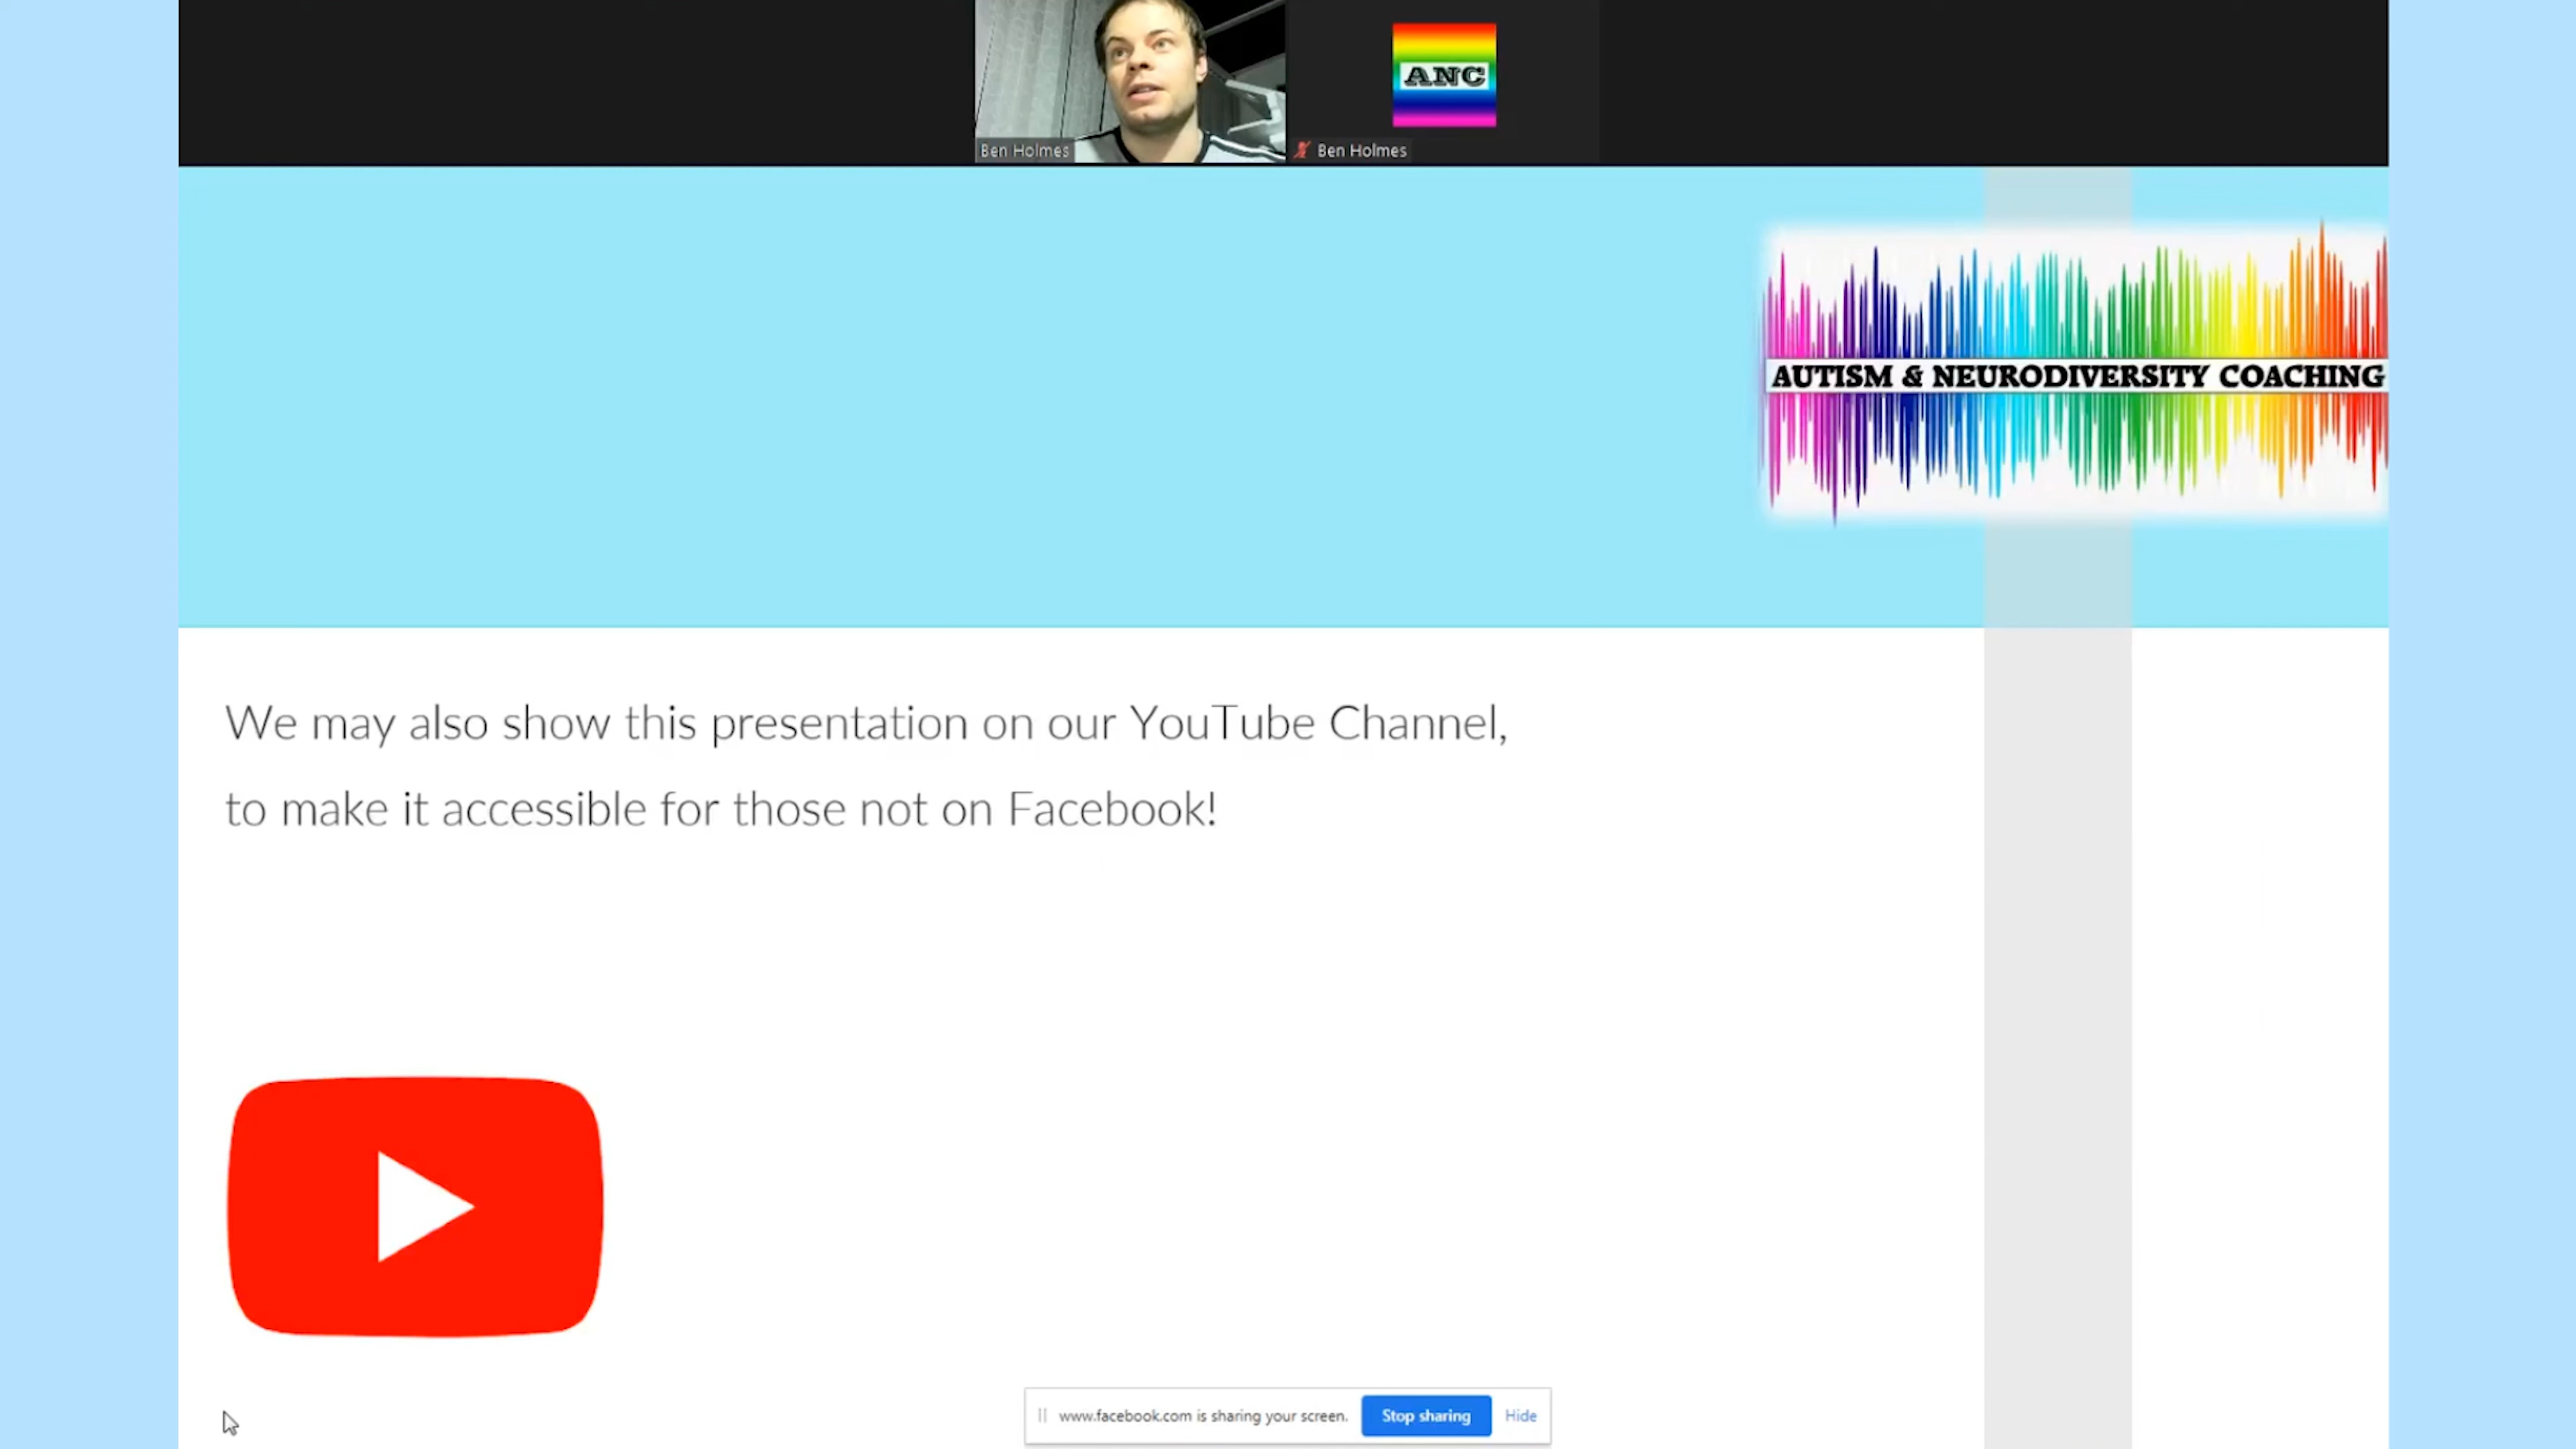 ANC
Ben Holmes
Ben Holmes
AUTISM & NEURODIVERSITY COACHING
We may also show this presentation on our YouTube Channel,
to make it accessible for those not on Facebook!
www.facebook.com is sharing your screen. Stop sharing Hide